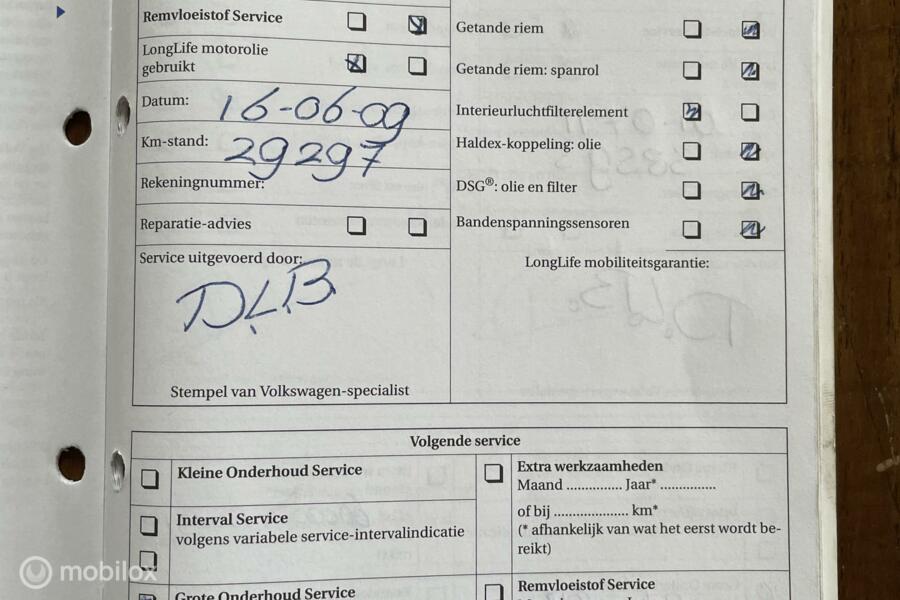 Remvloeistof Service
LongLife motorolie
gebruikt
Datum: 16-06-09
Km-stand: 29297
Rekeningnummer:
Reparatie-advies
Service uitgevoerd door:
D.L.B
Stempel van Volkswagen-specialist
Getande riem
Getande riem: spanrol
Interieurluchtfilterelement
Haldex-koppeling: olie
DSG®: olie en filter
Bandenspanningssensoren
LongLife mobiliteitsgarantie:
Volgende service
Kleine Onderhoud Service
Interval Service
volgens variabele service-intervalindicatie
Grote Onderhoud Service
Extra werkzaamheden
Maand .............. Jaar* ..............
of bij ................... km*
(* afhankelijk van wat het eerst wordt be-
reikt)
Remvloeistof Service
mobilox